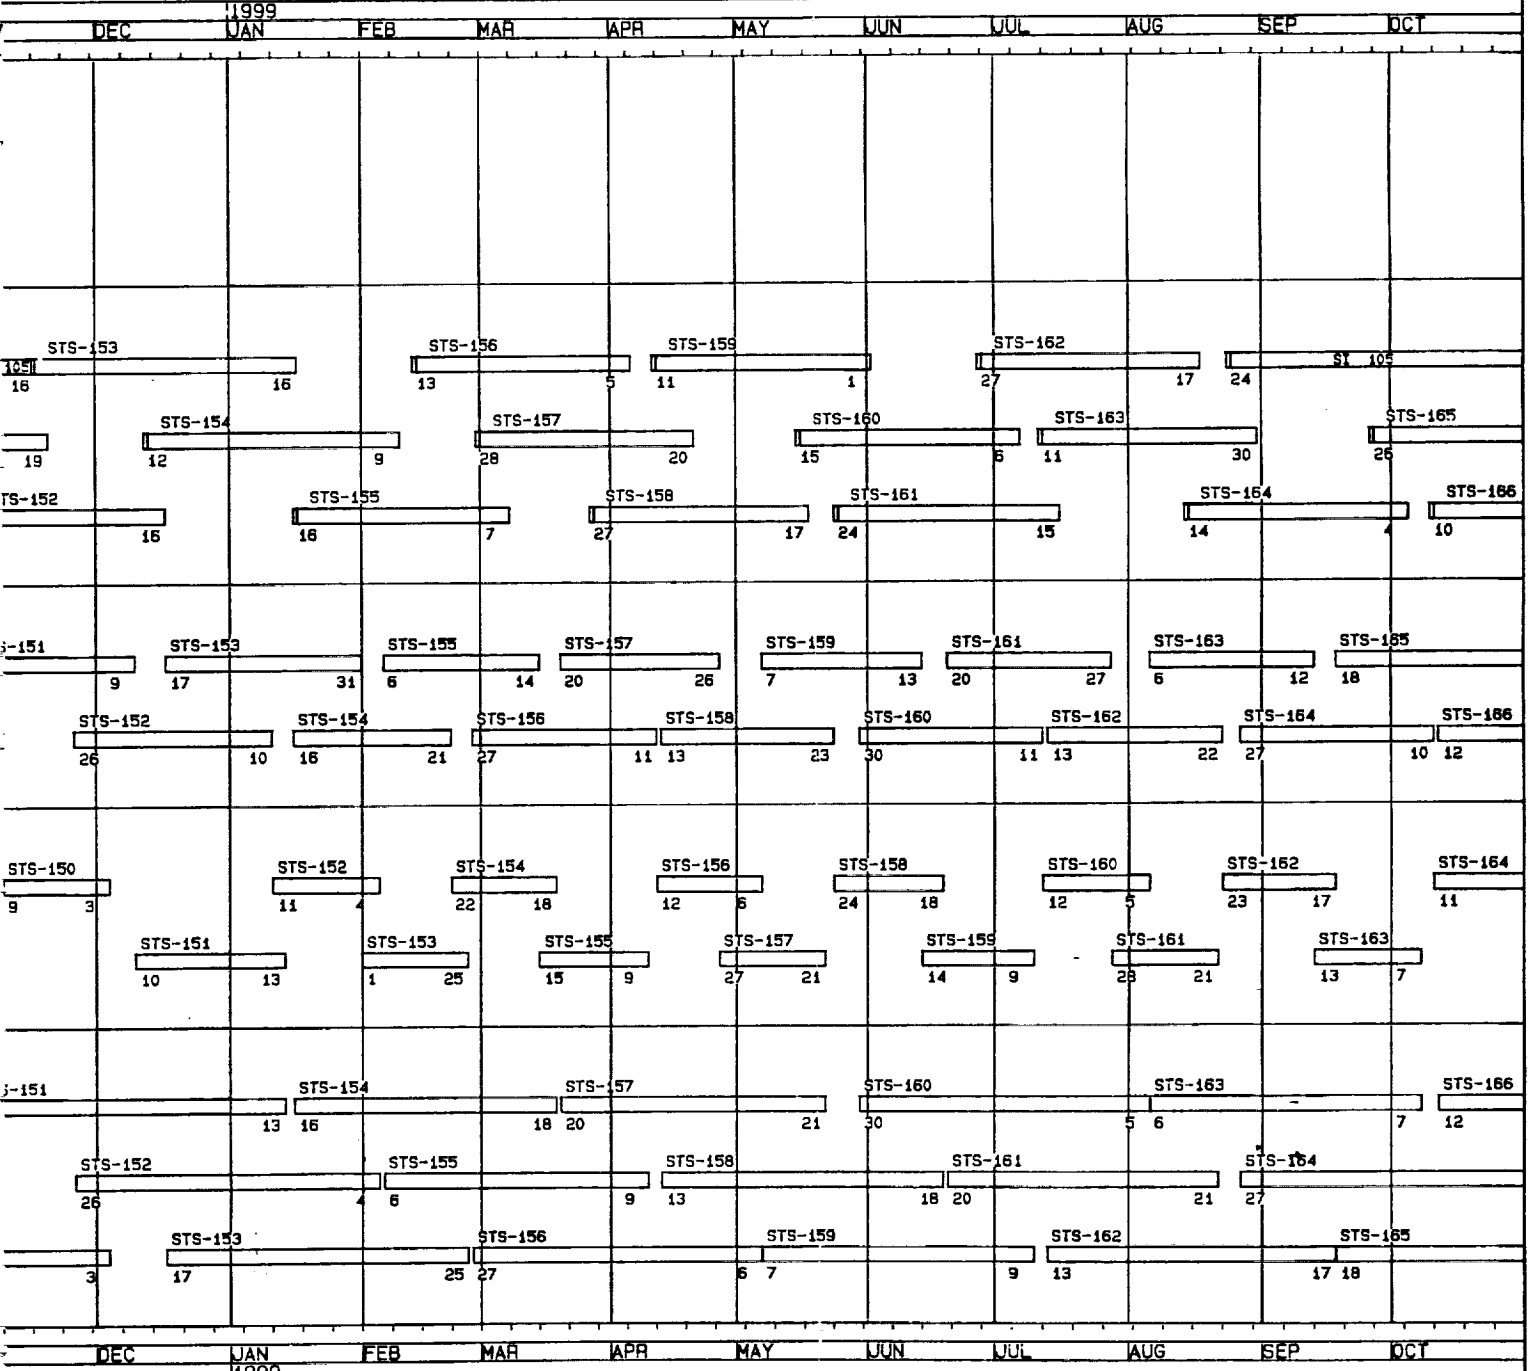 1999
DEC JAN FEB MAR APR MAY JUN JUL AUG SEP OCT
STS-153 STS-156 STS-159 STS-162
105 SI 105
16 16 13 5 11 1 27 17 24
STS-154 STS-157 STS-160 STS-163 STS-165
19 12 9 28 20 15 6 11 30 26
TS-152 STS-155 STS-158 STS-161 STS-164 STS-166
16 16 7 27 17 24 15 14 4 10
S-151 STS-153 STS-155 STS-157 STS-159 STS-161 STS-163 STS-165
9 17 31 6 14 20 26 7 13 20 27 6 12 18
STS-152 STS-154 STS-156 STS-158 STS-160 STS-162 STS-164 STS-166
26 10 16 21 27 11 13 23 30 11 13 22 27 10 12
STS-150 STS-152 STS-154 STS-156 STS-158 STS-160 STS-162 STS-164
9 3 11 4 22 18 12 6 24 18 12 5 23 17 11
STS-151 STS-153 STS-155 STS-157 STS-159 STS-161 STS-163
10 13 1 25 15 9 27 21 14 9 28 21 13 7
-151 STS-154 STS-157 STS-160 STS-163 STS-166
13 16 18 20 21 30 5 6 7 12
STS-152 STS-155 STS-158 STS-161 STS-164
26 4 6 9 13 18 20 21 27
STS-153 STS-156 STS-159 STS-162 STS-165
3 17 25 27 6 7 9 13 17 18
DEC JAN FEB MAR APR MAY JUN JUL AUG SEP OCT
1999